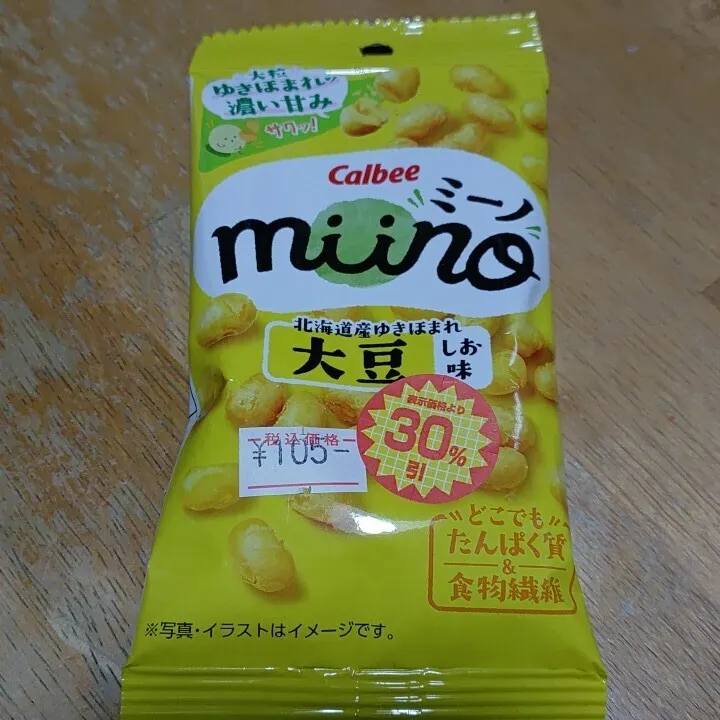 大粒
ゆきほまれの
濃い甘み
サクッ!
Calbee
ミーノ
miino
北海道産ゆきほまれ
大豆
しお
味
表示価格より
30%
引
税込価格
¥105-
どこでも
たんぱく質
&
食物繊維
※写真・イラストはイメージです。